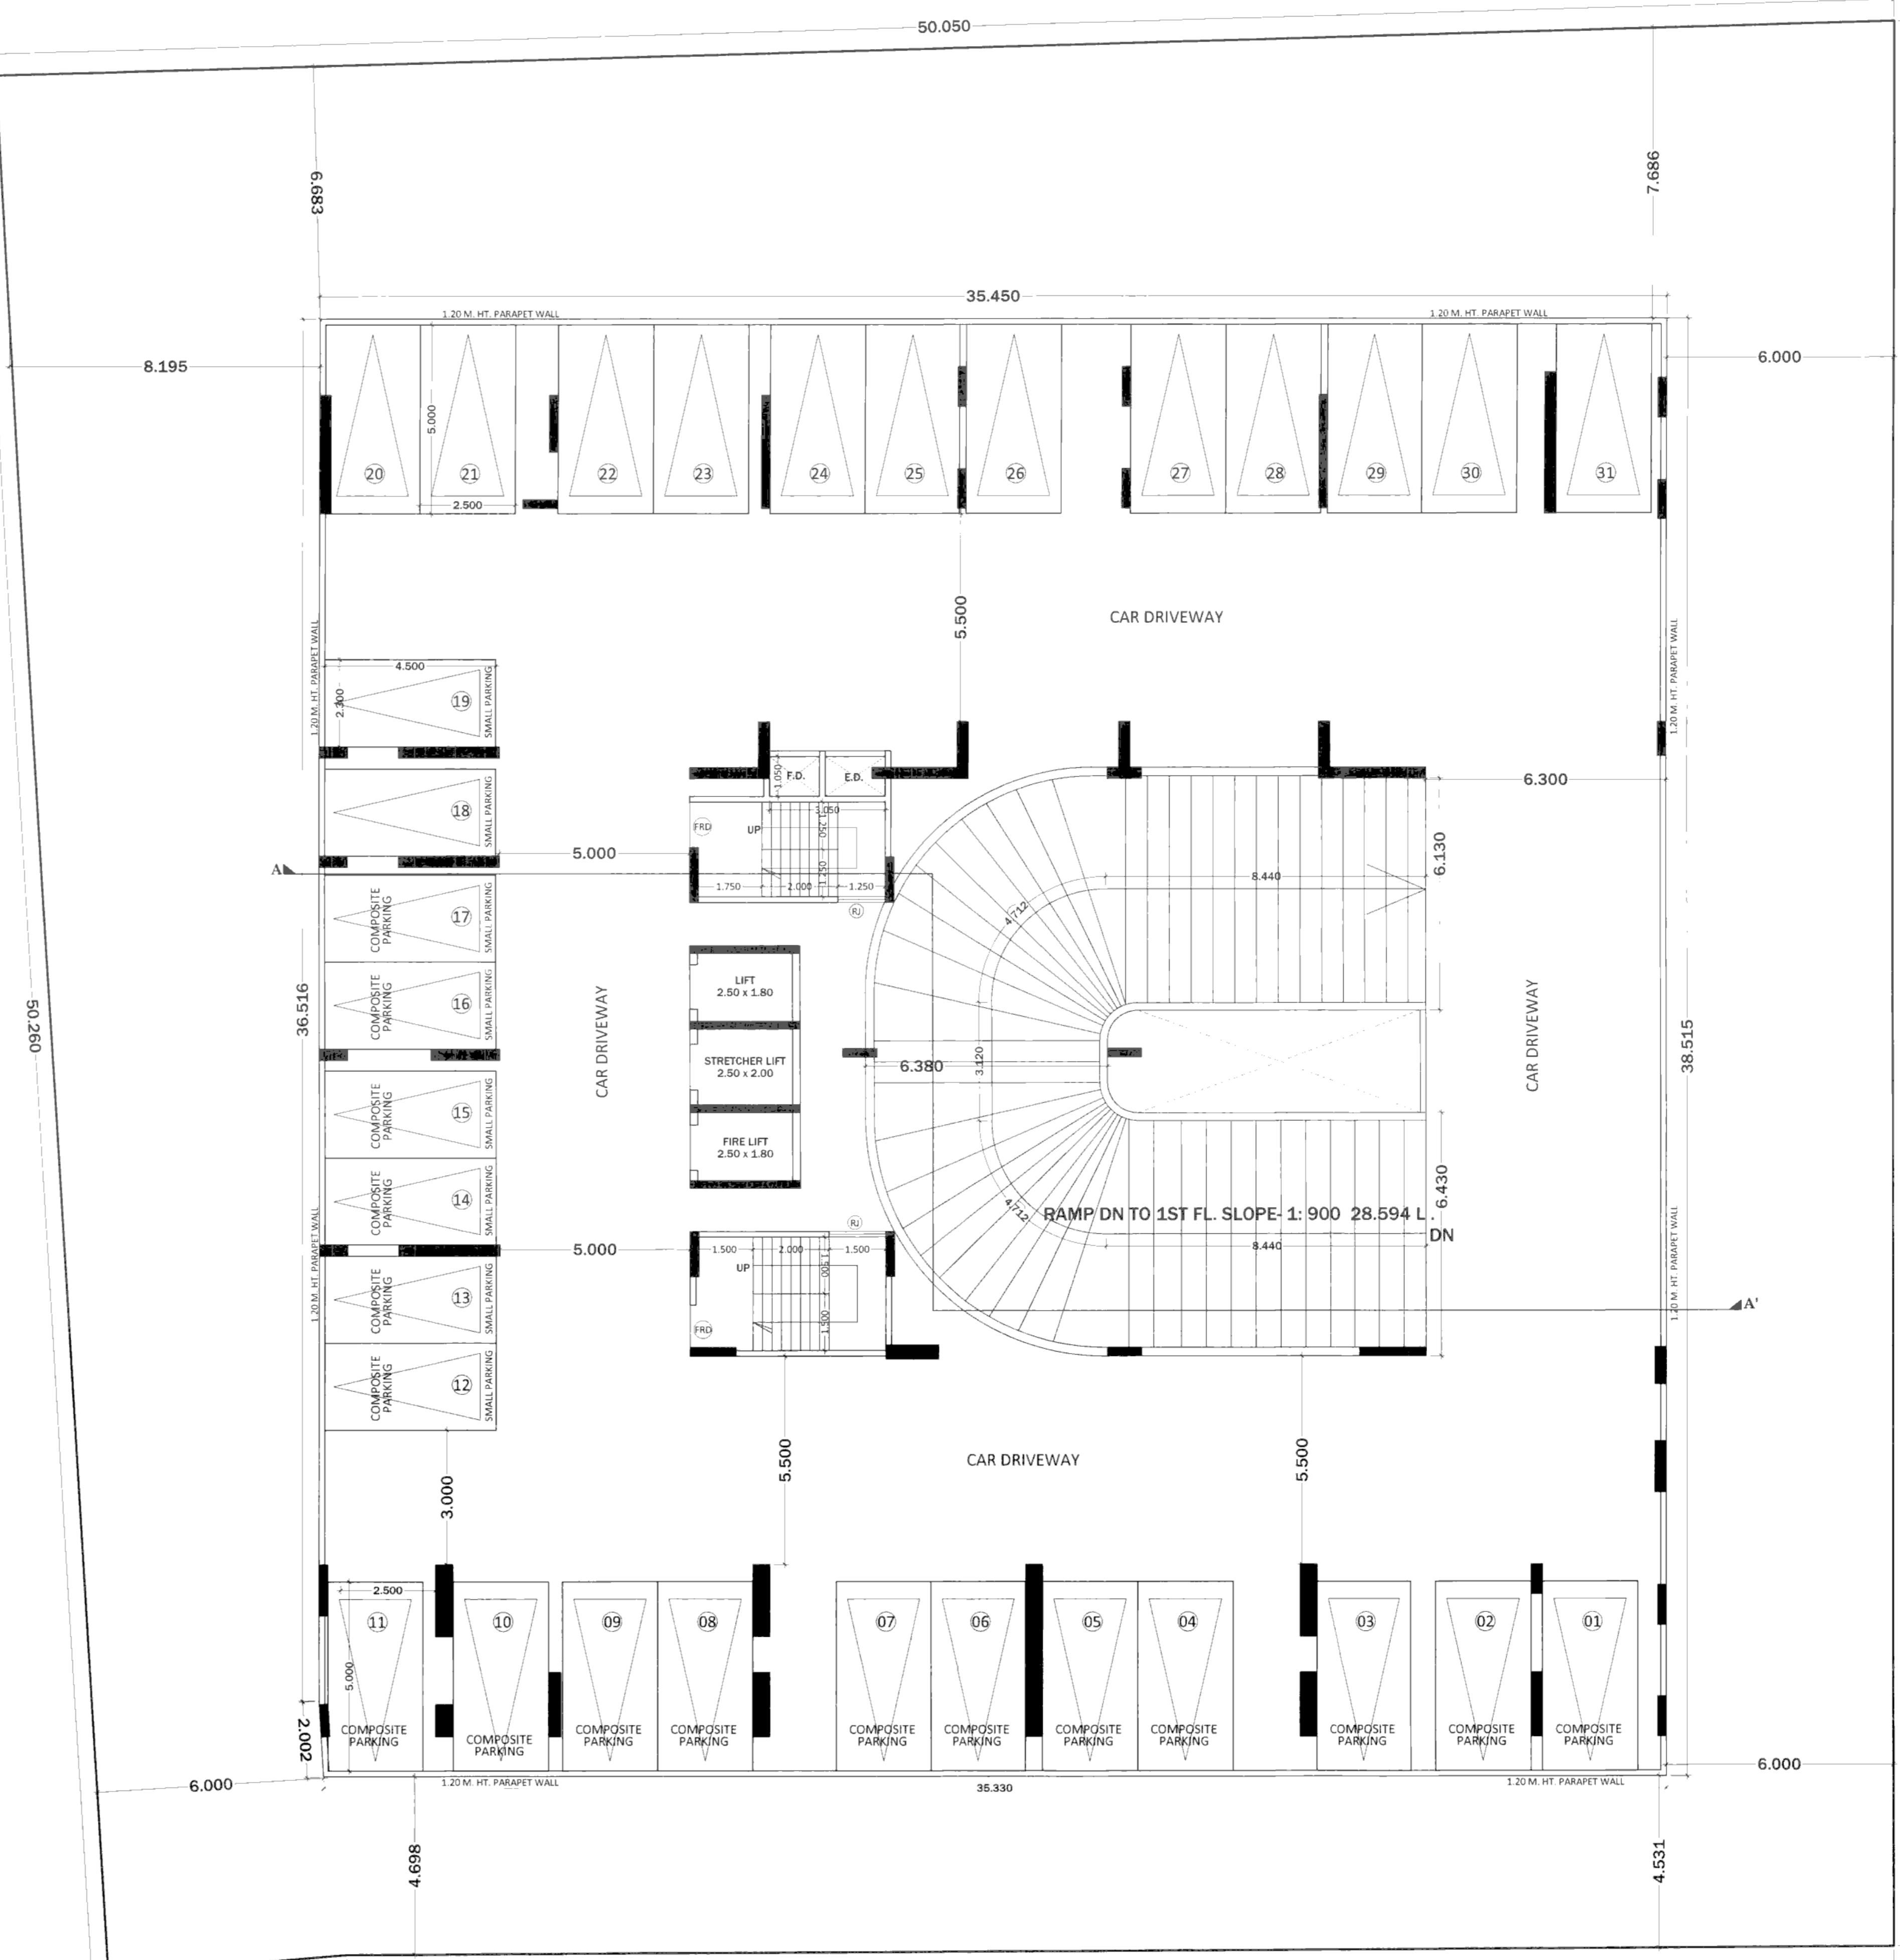 50.050
6.683
7.686
35.450
1.20 M. HT. PARAPET WALL
1.20 M. HT. PARAPET WALL
8.195
6.000
5.000
20
21
22
23
24
25
26
27
28
29
30
31
2.500
5.500
CAR DRIVEWAY
1.20 M. HT. PARAPET WALL
1.20 M. HT. PARAPET WALL
4.500
2.300
19
SMALL PARKING
18
SMALL PARKING
6.300
1.050
F.D.
E.D.
3.050
FRD
UP
1.250
1.250
5.000
6.130
A
1.750
2.000
1.250
8.440
RJ
4.712
COMPOSITE
PARKING
17
SMALL PARKING
COMPOSITE
PARKING
16
SMALL PARKING
LIFT
2.50 x 1.80
36.516
50.260
CAR DRIVEWAY
STRETCHER LIFT
2.50 x 2.00
6.380
3.120
CAR DRIVEWAY
38.515
COMPOSITE
PARKING
15
SMALL PARKING
FIRE LIFT
2.50 x 1.80
COMPOSITE
PARKING
14
SMALL PARKING
6.430
4.712
RAMP DN TO 1ST FL. SLOPE- 1: 900 28.594 L .
DN
RJ
5.000
1.500
2.000
1.500
8.440
UP
1.500
1.500
FRD
1.20 M. HT. PARAPET WALL
1.20 M. HT. PARAPET WALL
COMPOSITE
PARKING
13
SMALL PARKING
A'
COMPOSITE
PARKING
12
SMALL PARKING
3.000
5.500
CAR DRIVEWAY
5.500
2.500
11
10
09
08
07
06
05
04
03
02
01
5.000
COMPOSITE
PARKING
COMPOSITE
PARKING
COMPOSITE
PARKING
COMPOSITE
PARKING
COMPOSITE
PARKING
COMPOSITE
PARKING
COMPOSITE
PARKING
COMPOSITE
PARKING
COMPOSITE
PARKING
COMPOSITE
PARKING
COMPOSITE
PARKING
2.002
6.000
6.000
1.20 M. HT. PARAPET WALL
35.330
1.20 M. HT. PARAPET WALL
4.698
4.531